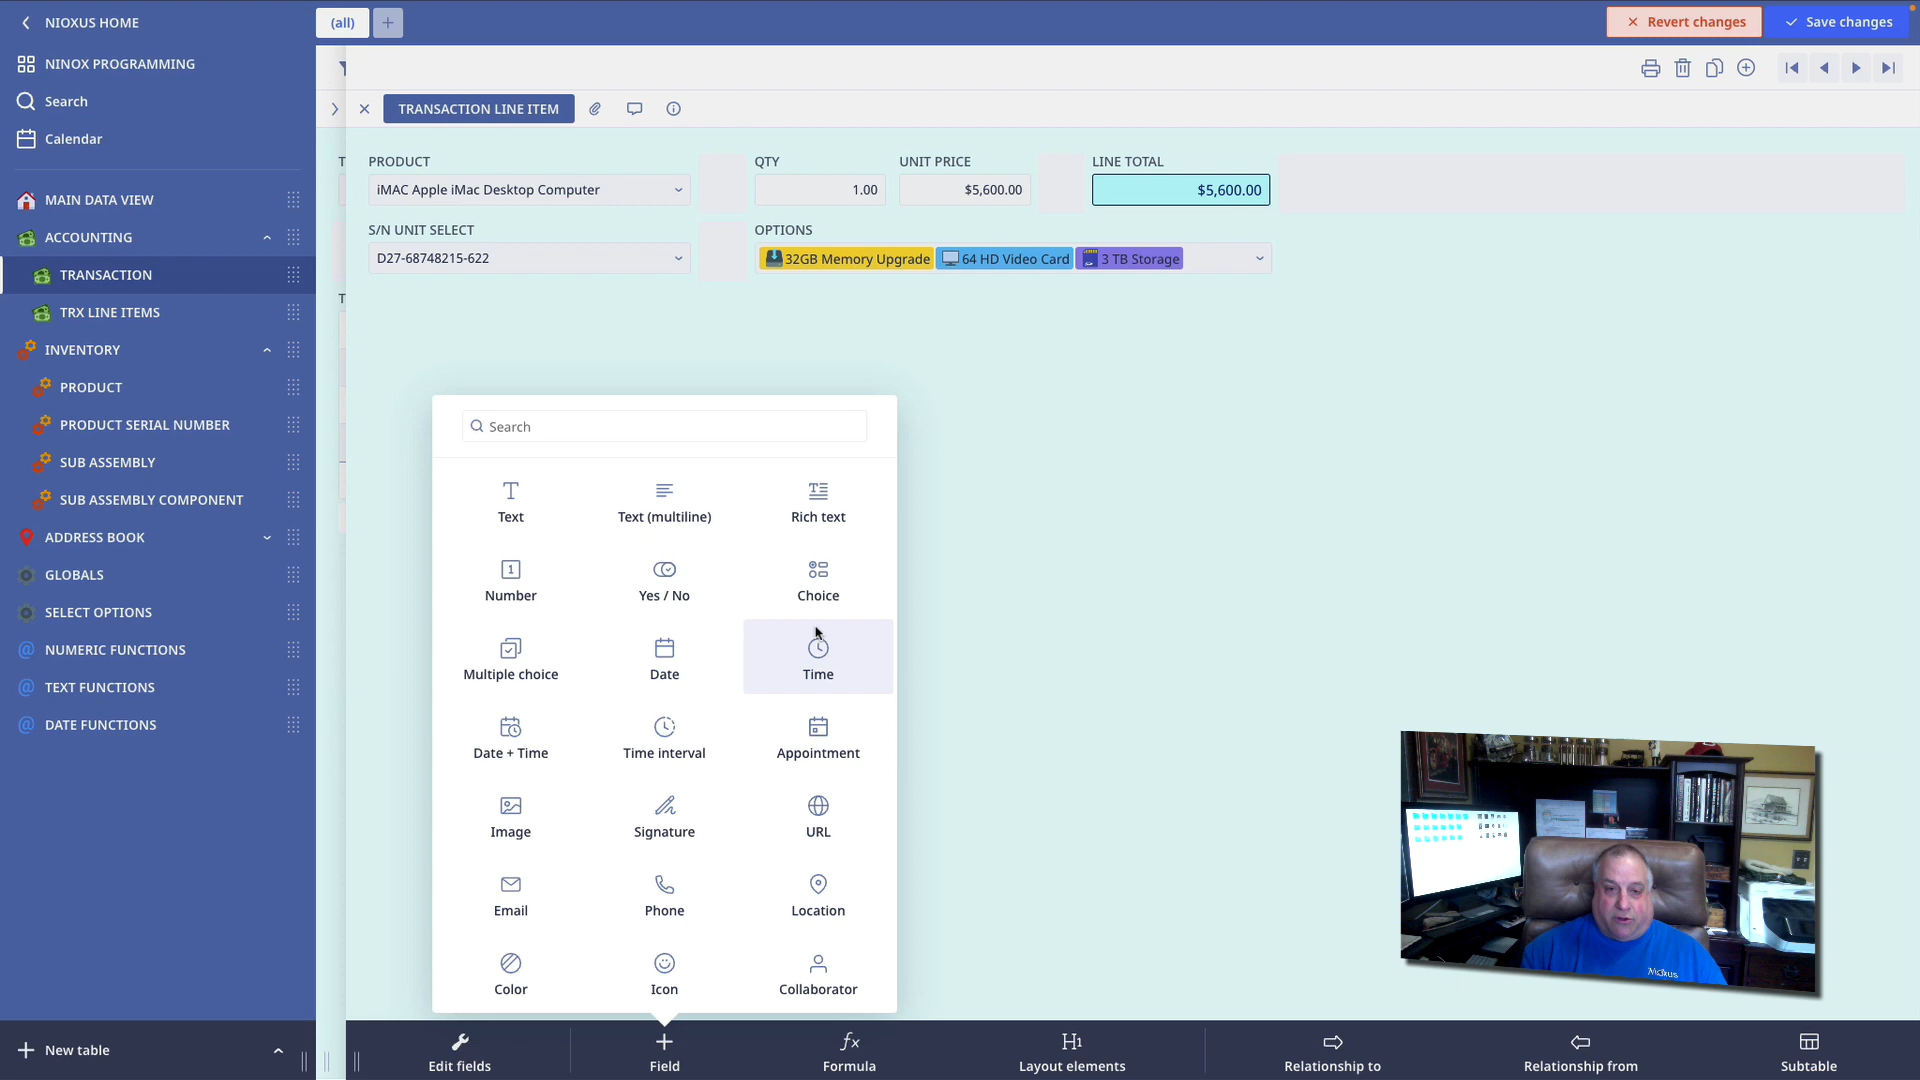 NIOXUS HOME
(all)
Revert changes
Save changes
NINOX PROGRAMMING
Search
Calendar
MAIN DATA VIEW
ACCOUNTING
TRANSACTION
TRX LINE ITEMS
INVENTORY
PRODUCT
PRODUCT SERIAL NUMBER
SUB ASSEMBLY
SUB ASSEMBLY COMPONENT
ADDRESS BOOK
GLOBALS
SELECT OPTIONS
NUMERIC FUNCTIONS
TEXT FUNCTIONS
DATE FUNCTIONS
New table
TRANSACTION LINE ITEM
PRODUCT QTY UNIT PRICE LINE TOTAL
iMAC Apple iMac Desktop Computer 1.00 $5,600.00 $5,600.00
S/N UNIT SELECT OPTIONS
D27-68748215-622 32GB Memory Upgrade 64 HD Video Card 3 TB Storage
Search
Text Text (multiline) Rich text
Number Yes / No Choice
Multiple choice Date Time
Date + Time Time interval Appointment
Image Signature URL
Email Phone Location
Color Icon Collaborator
Nioxus
Edit fields Field Formula Layout elements Relationship to Relationship from Subtable